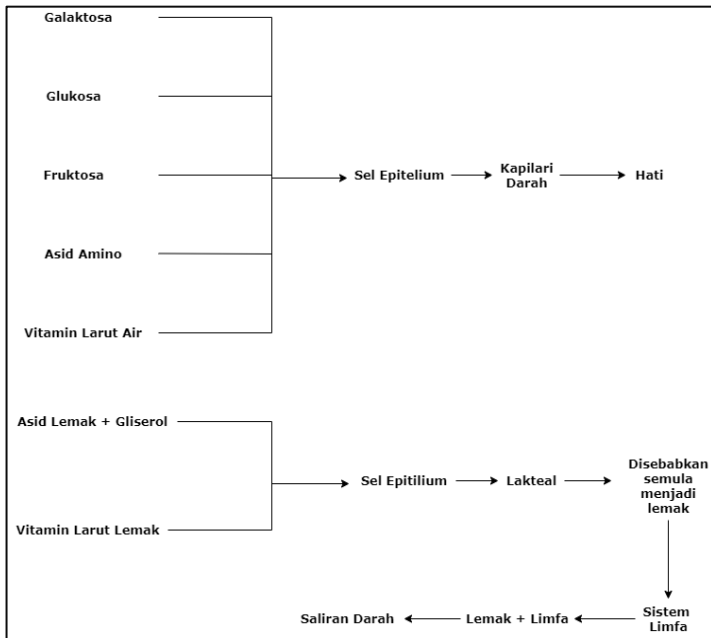 Galaktosa
Glukosa
Fruktosa
Asid Amino
Vitamin Larut Air
Sel Epitelium
Kapilari
Darah
Hati
Asid Lemak + Gliserol
Vitamin Larut Lemak
Sel Epitilium
Lakteal
Disebabkan
semula
menjadi
lemak
Sistem
Limfa
Lemak + Limfa
Saliran Darah